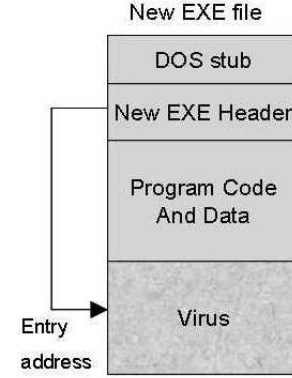 New EXE file
DOS stub
New EXE Header
Program Code
And Data
Virus
Entry
address